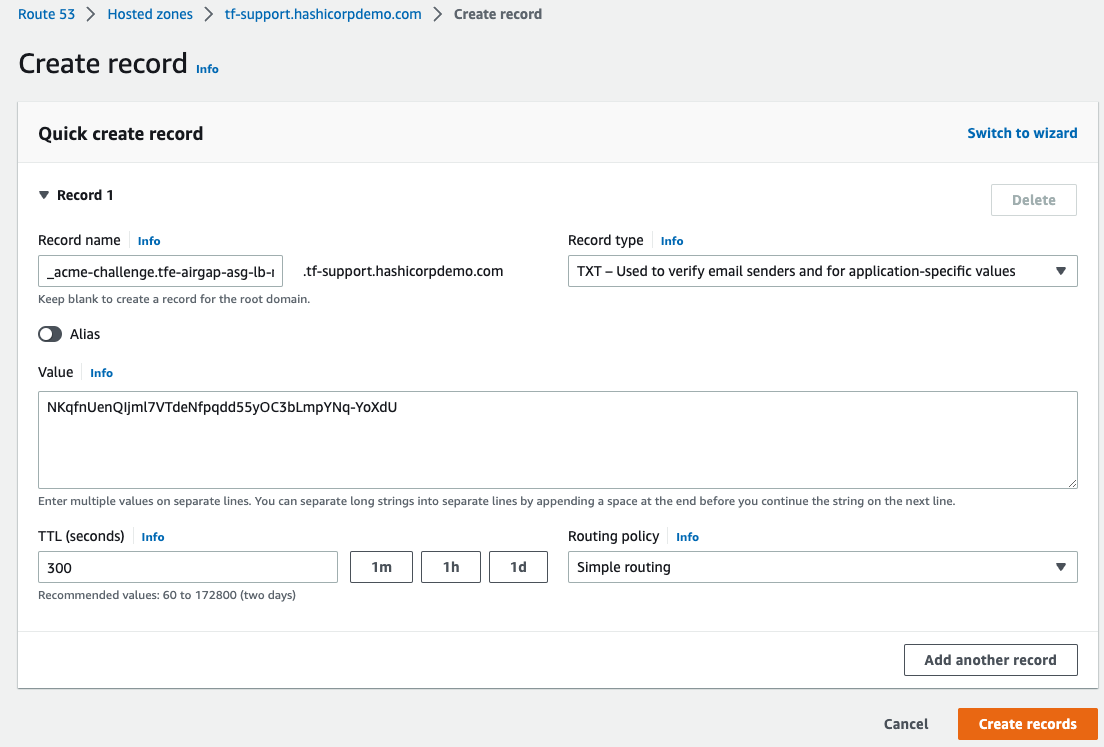 Route 53 > Hosted zones > tf-support.hashicorpdemo.com > Create record
Create record Info
Quick create record Switch to wizard
Record 1 Delete
Record name Info Record type Info
_acme-challenge.tfe-airgap-asg-lb-r .tf-support.hashicorpdemo.com TXT – Used to verify email senders and for application-specific values
Keep blank to create a record for the root domain.
Alias
Value Info
NKqfnUenQIjml7VTdeNfpqdd55yOC3bLmpYNq-YoXdU
Enter multiple values on separate lines. You can separate long strings into separate lines by appending a space at the end before you continue the string on the next line.
TTL (seconds) Info Routing policy Info
300 1m 1h 1d Simple routing
Recommended values: 60 to 172800 (two days)
Add another record
Cancel Create records